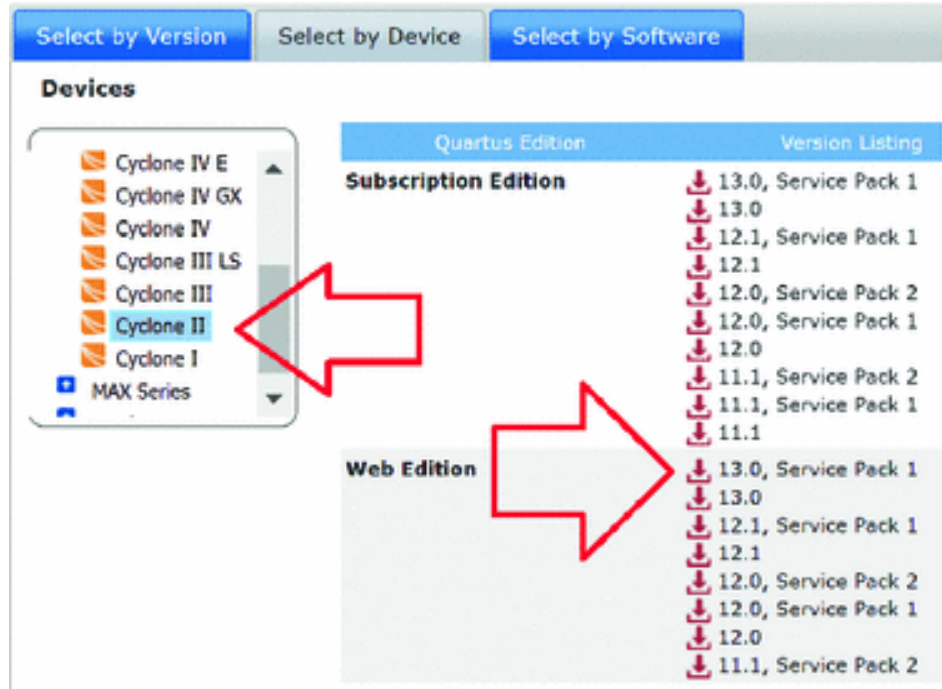 Select by Version Select by Device Select by Software
Devices
Cyclone IV E
Cyclone IV GX
Cyclone IV
Cyclone III LS
Cyclone III
Cyclone II
Cyclone I
MAX Series
Quartus Edition Version Listing
Subscription Edition 13.0, Service Pack 1
13.0
12.1, Service Pack 1
12.1
12.0, Service Pack 2
12.0, Service Pack 1
12.0
11.1, Service Pack 2
11.1, Service Pack 1
11.1
Web Edition 13.0, Service Pack 1
13.0
12.1, Service Pack 1
12.1
12.0, Service Pack 2
12.0, Service Pack 1
12.0
11.1, Service Pack 2